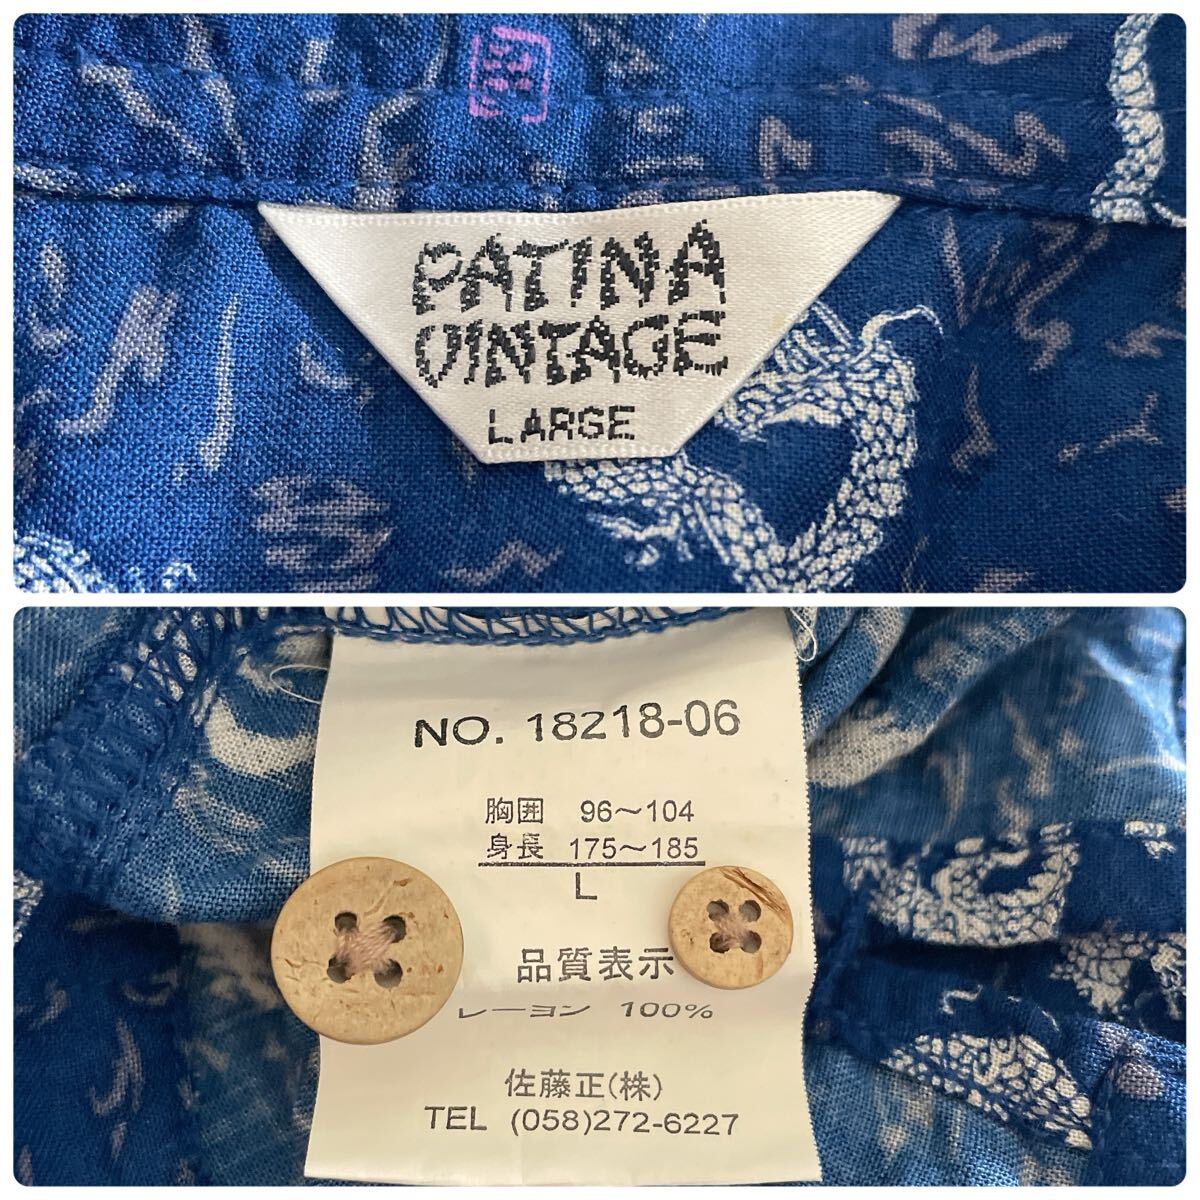 PATINA
VINTAGE
LARGE
NO. 18218-06
胸囲 96～104
身長 175～185
L
品質表示
レーヨン 100%
佐藤正(株)
TEL (058)272-6227